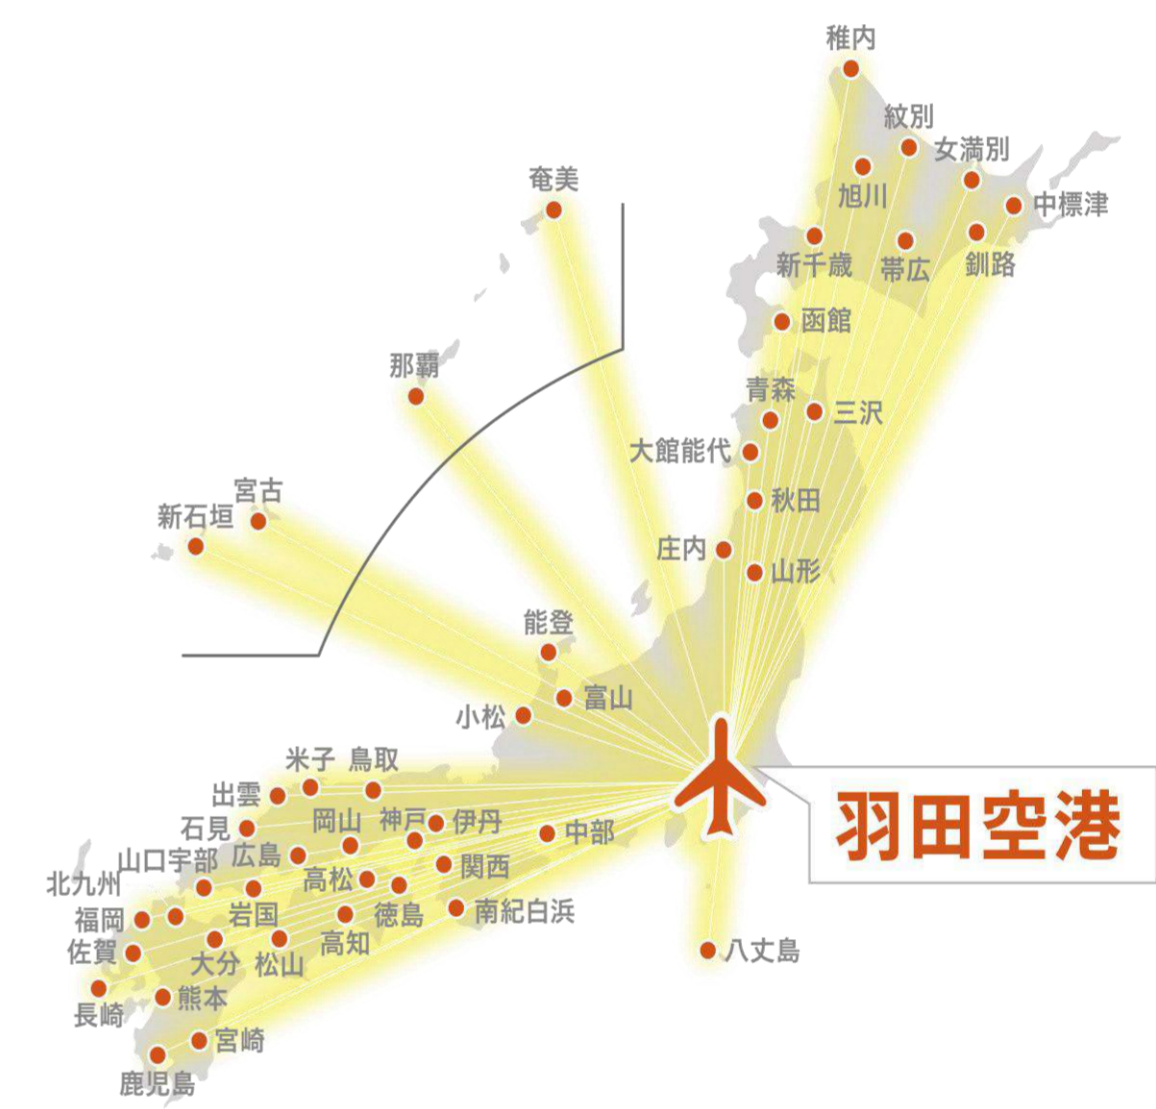 稚内
紋別
女満別
旭川
中標津
新千歳
帯広
釧路
奄美
函館
那覇
青森
三沢
大館能代
宮古
秋田
新石垣
庄内
山形
能登
富山
小松
米子
鳥取
出雲
岡山
神戸
伊丹
石見
中部
羽田空港
山口宇部
広島
関西
北九州
高松
福岡
岩国
徳島
南紀白浜
佐賀
大分
松山
高知
八丈島
長崎
熊本
宮崎
鹿児島